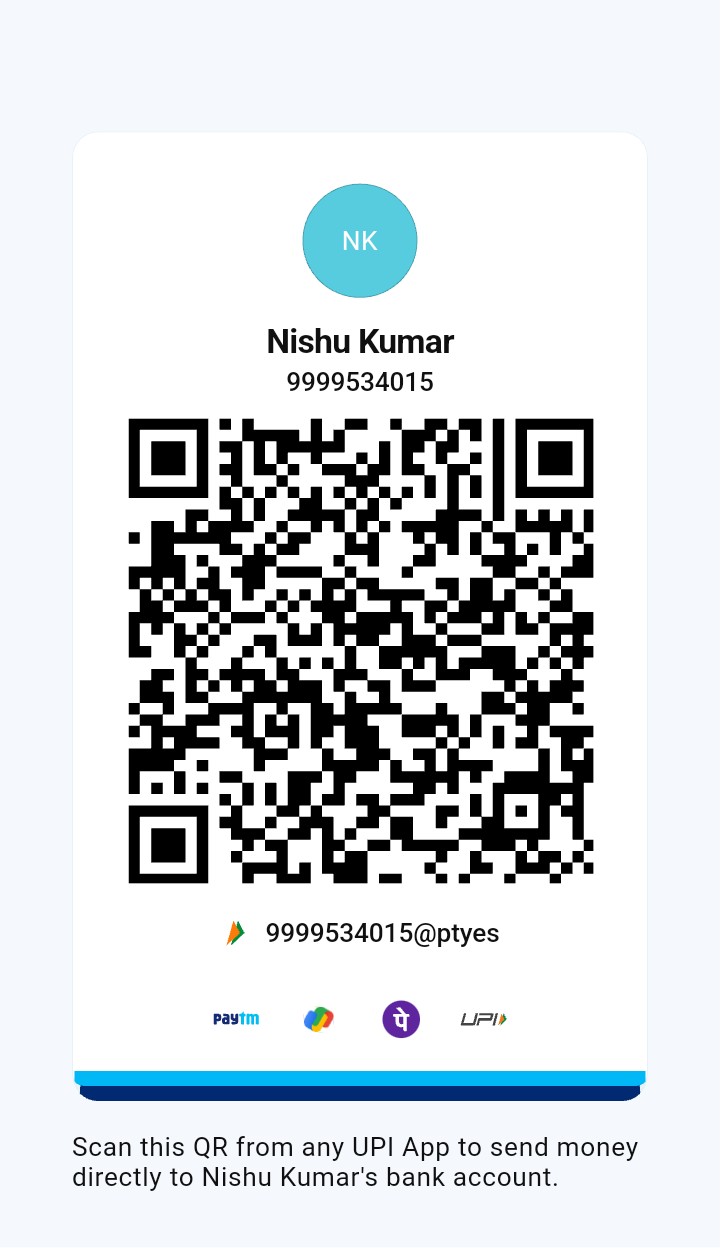 NK
Nishu Kumar
9999534015
9999534015@ptyes
paytm पे UPI
Scan this QR from any UPI App to send money
directly to Nishu Kumar's bank account.